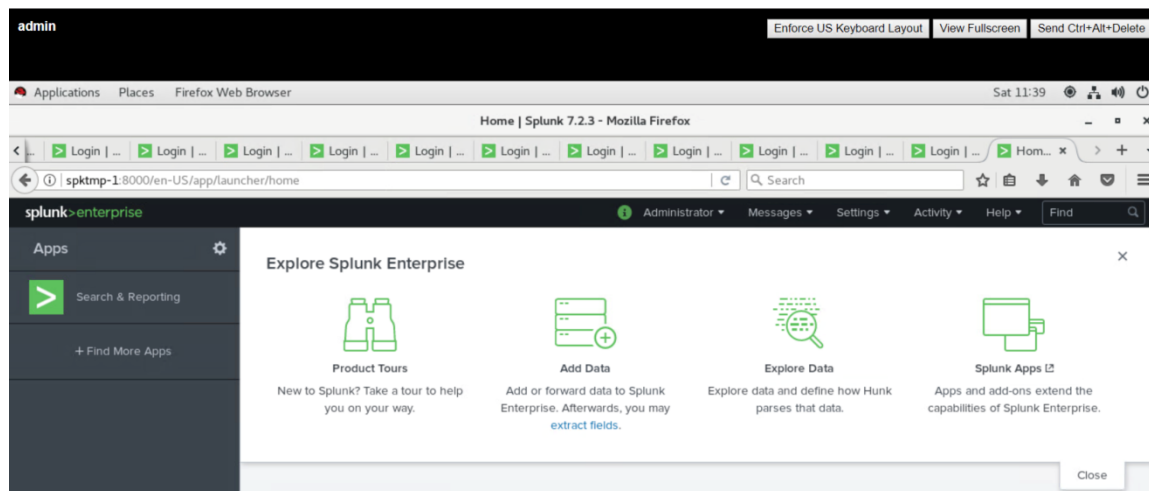 admin
Enforce US Keyboard Layout View Fullscreen Send Ctrl+Alt+Delete
Applications Places Firefox Web Browser Sat 11:39
Home | Splunk 7.2.3 - Mozilla Firefox
Login | ... Login | ... Login | ... Login | ... Login | ... Login | ... Login | ... Login | ... Login | ... Login | ... Login | ... Hom...
spktmp-1:8000/en-US/app/launcher/home Search
splunk>enterprise Administrator Messages Settings Activity Help Find
Apps
Search & Reporting
+ Find More Apps
Explore Splunk Enterprise
Product Tours
New to Splunk? Take a tour to help
you on your way.
Add Data
Add or forward data to Splunk
Enterprise. Afterwards, you may
extract fields.
Explore Data
Explore data and define how Hunk
parses that data.
Splunk Apps
Apps and add-ons extend the
capabilities of Splunk Enterprise.
Close